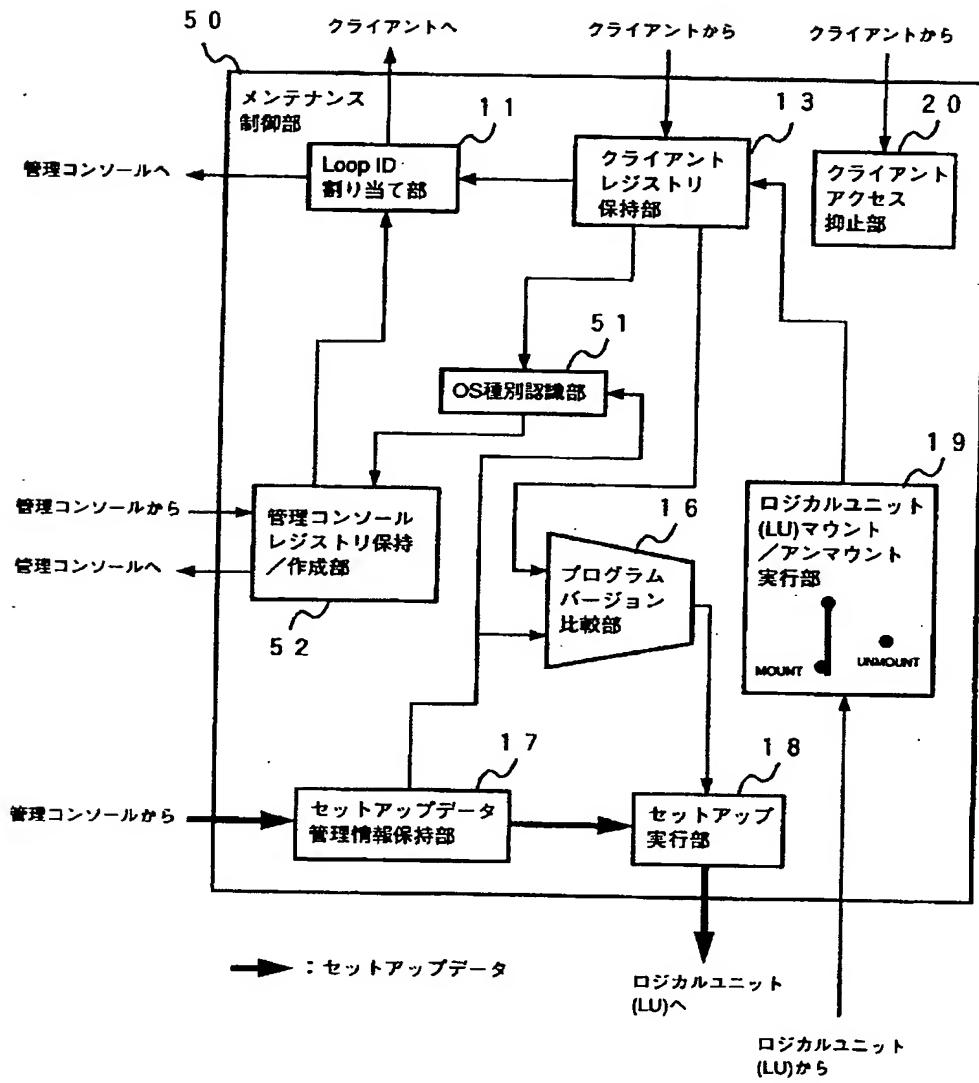 50
クライアントへ
クライアントから
クライアントから
メンテナンス
制御部
11
13
20
管理コンソールへ
Loop ID
割り当て部
クライアント
レジストリ
保持部
クライアント
アクセス
抑止部
51
OS種別認識部
19
管理コンソールから
管理コンソールへ
管理コンソール
レジストリ保持
/作成部
52
16
プログラム
バージョン
比較部
ロジカルユニット
(LU)マウント
/アンマウント
実行部
MOUNT
UNMOUNT
17
18
管理コンソールから
セットアップデータ
管理情報保持部
セットアップ
実行部
:セットアップデータ
ロジカルユニット
(LU)へ
ロジカルユニット
(LU)から